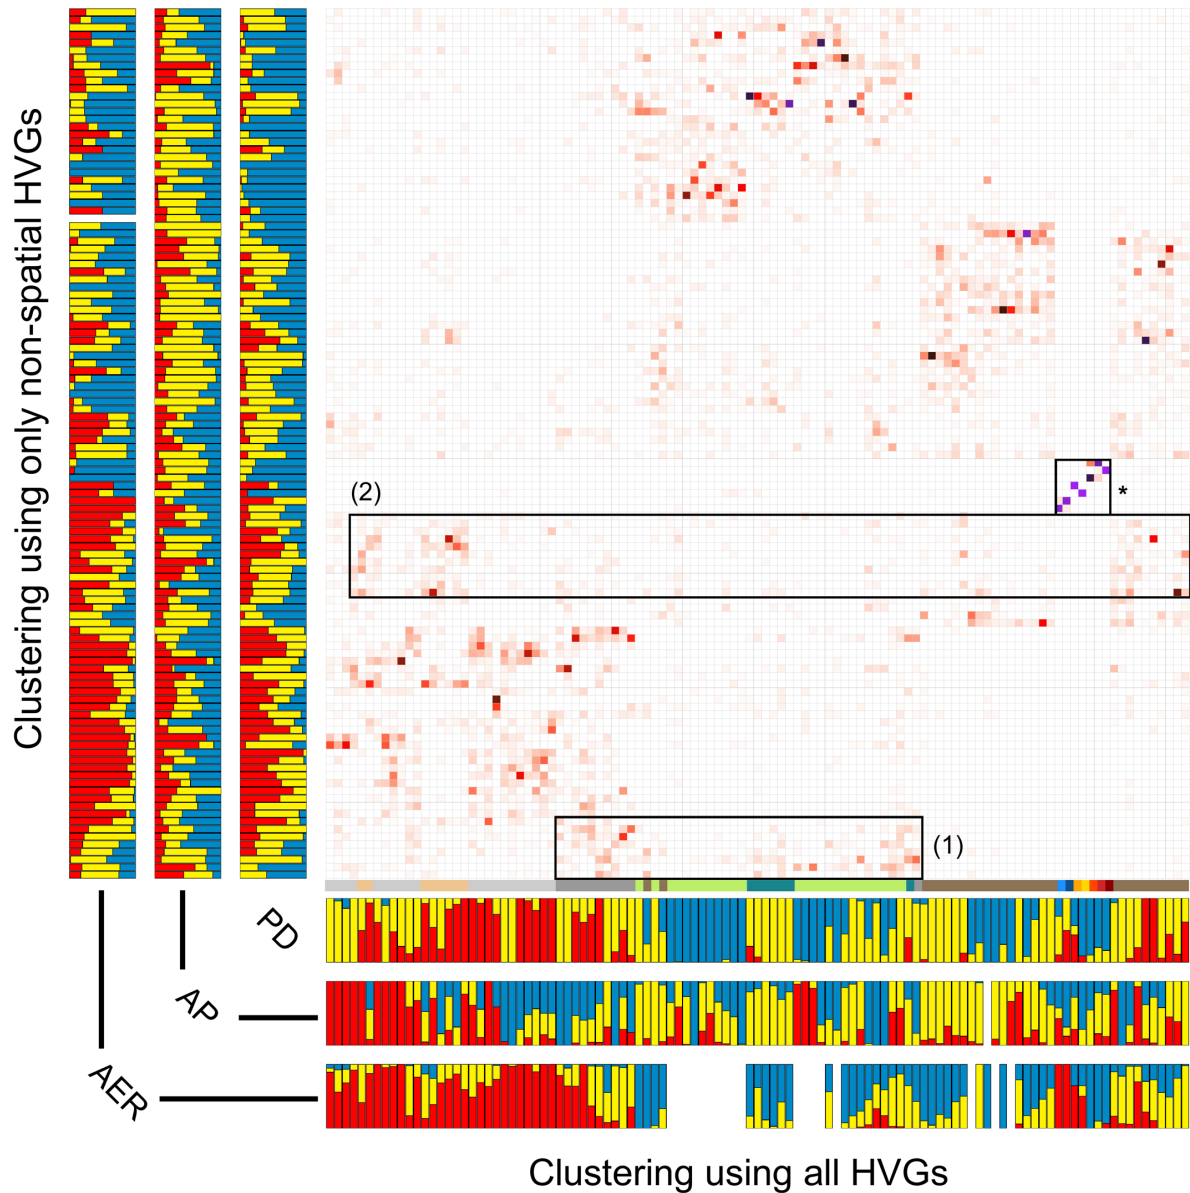 Clustering using only non-spatial HVGs
(2)
*
(1)
PD
AP
AER
Clustering using all HVGs